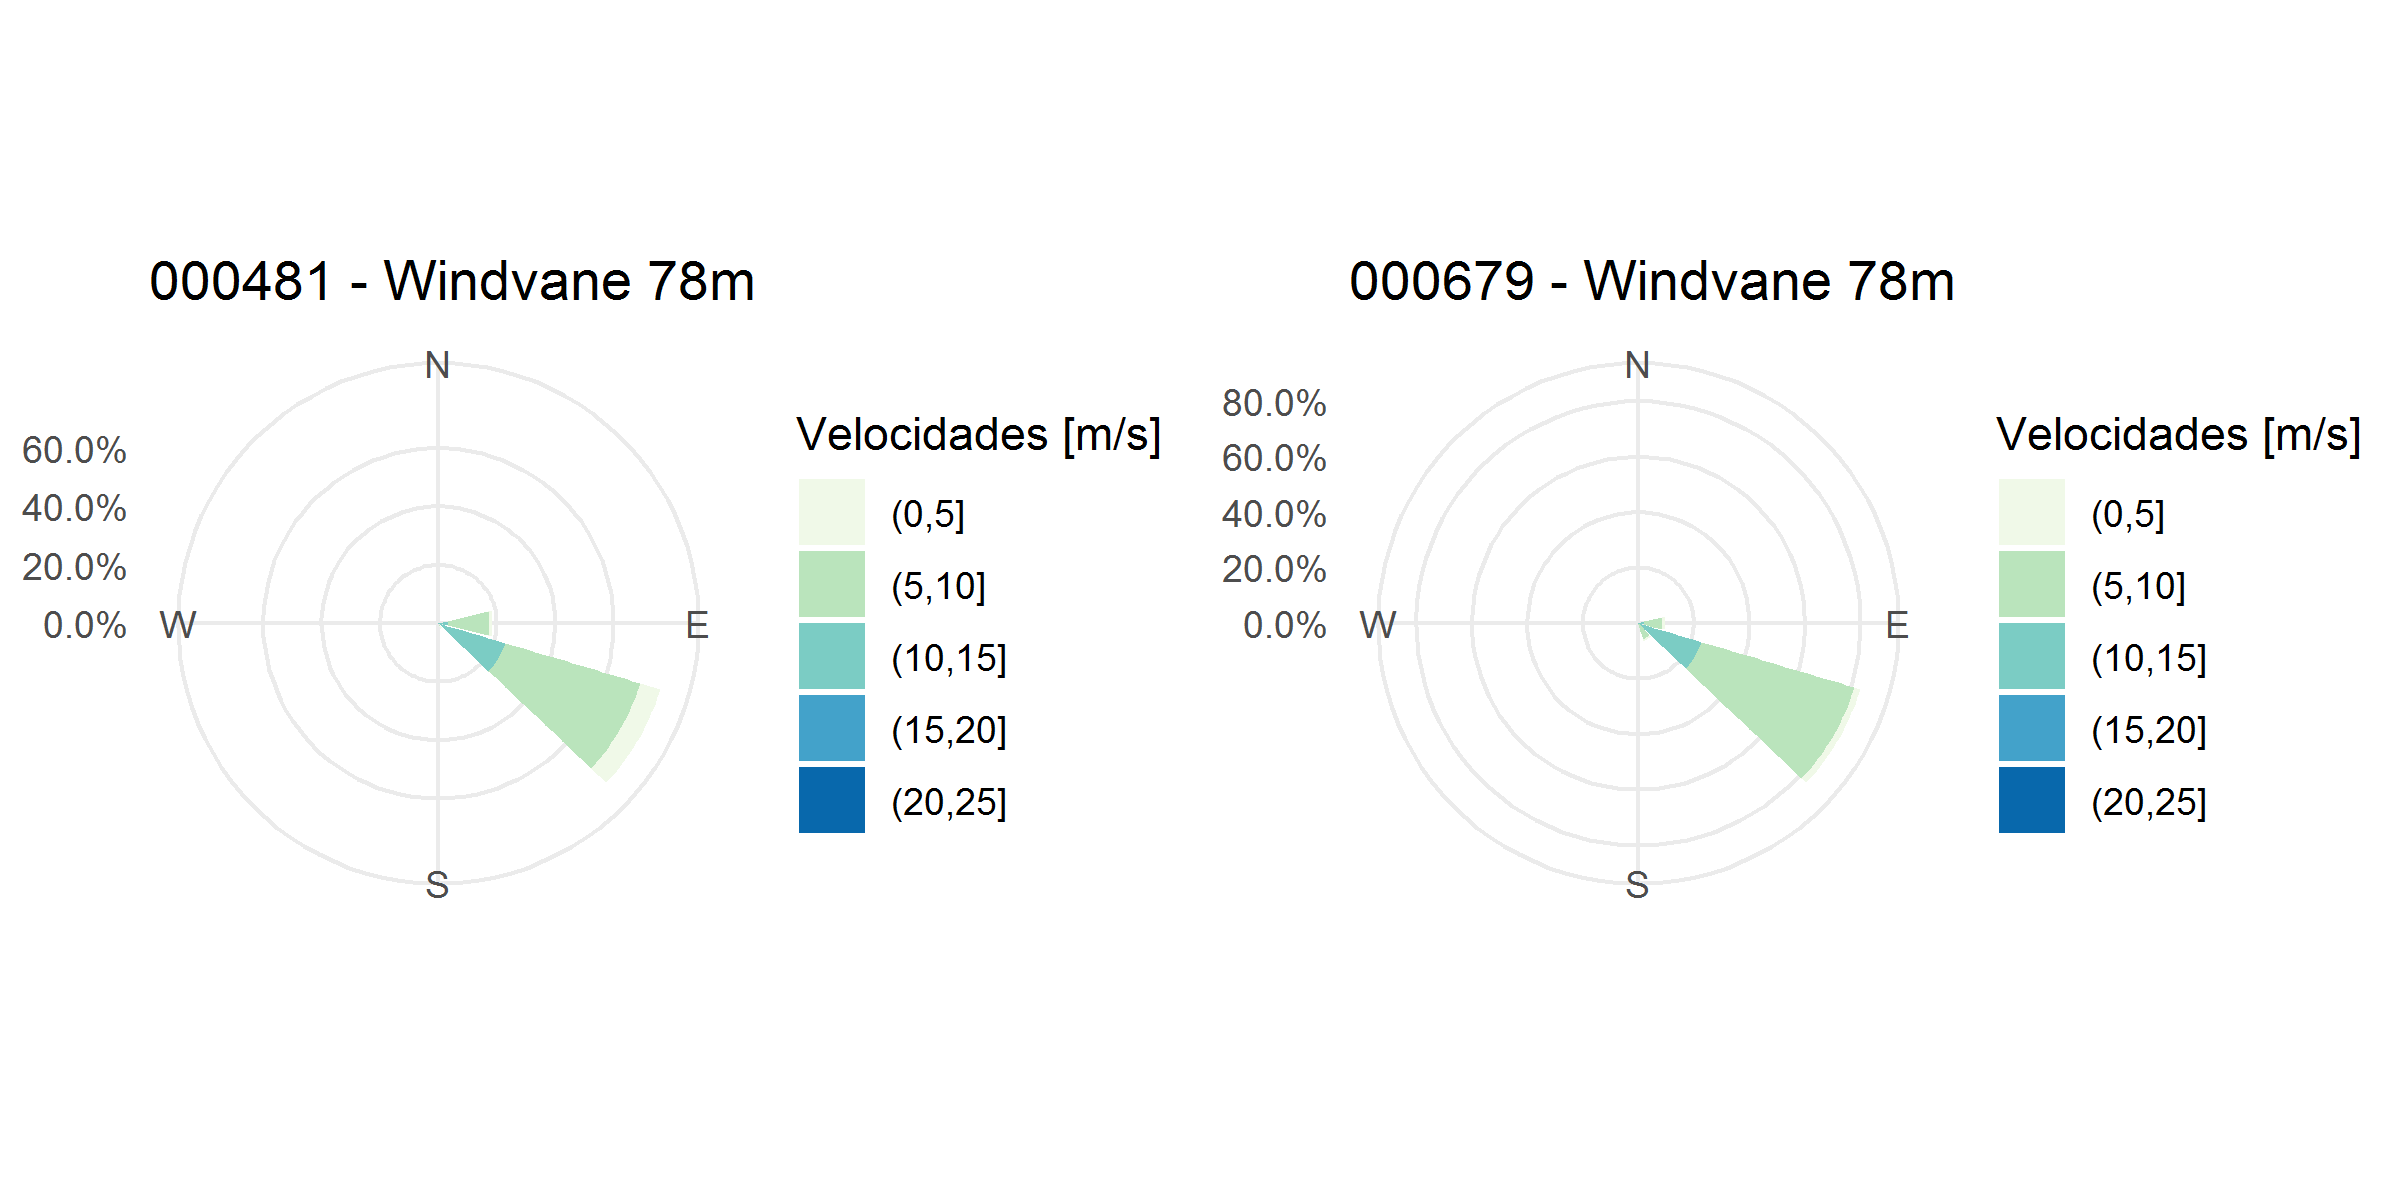 000481 - Windvane 78m
N
60.0%
40.0%
20.0%
0.0%
W
E
S
Velocidades [m/s]
(0,5]
(5,10]
(10,15]
(15,20]
(20,25]
000679 - Windvane 78m
N
80.0%
60.0%
40.0%
20.0%
0.0%
W
E
S
Velocidades [m/s]
(0,5]
(5,10]
(10,15]
(15,20]
(20,25]